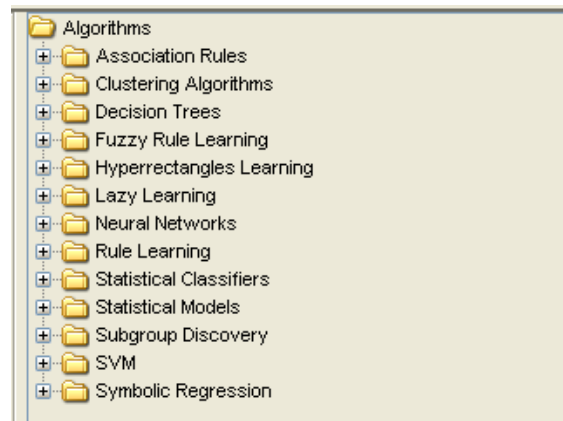 Algorithms
Association Rules
Clustering Algorithms
Decision Trees
Fuzzy Rule Learning
Hyperrectangles Learning
Lazy Learning
Neural Networks
Rule Learning
Statistical Classifiers
Statistical Models
Subgroup Discovery
SVM
Symbolic Regression